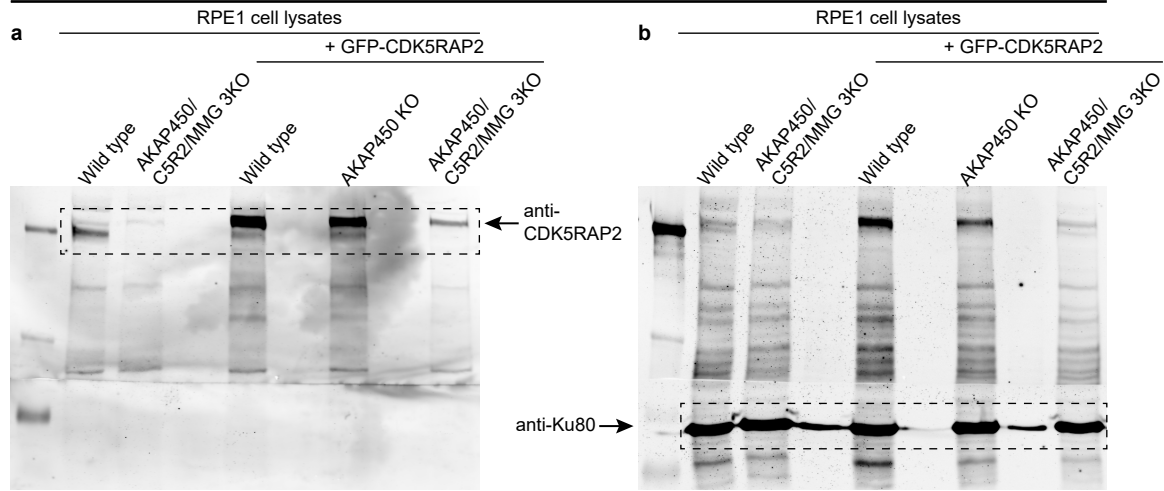 RPE1 cell lysates
a
+ GFP-CDK5RAP2
Wild type
AKAP450/
C5R2/MMG 3KO
Wild type
AKAP450 KO
AKAP450/
C5R2/MMG 3KO
anti-
CDK5RAP2
RPE1 cell lysates
b
+ GFP-CDK5RAP2
Wild type
AKAP450/
C5R2/MMG 3KO
Wild type
AKAP450 KO
AKAP450/
C5R2/MMG 3KO
anti-Ku80